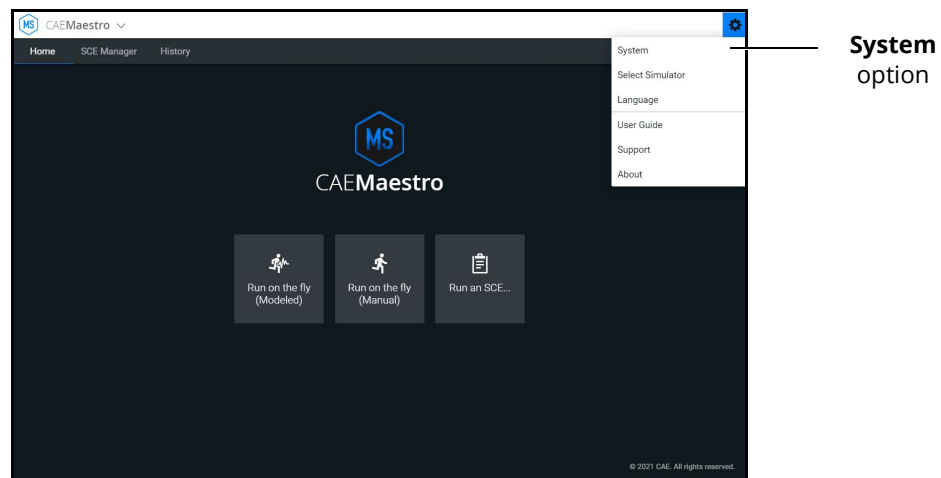 MS CAEMaestro
Home SCE Manager History
System
Select Simulator
Language
User Guide
Support
About
System
option
MS
CAEMaestro
Run on the fly
(Modeled)
Run on the fly
(Manual)
Run an SCE...
© 2021 CAE. All rights reserved.